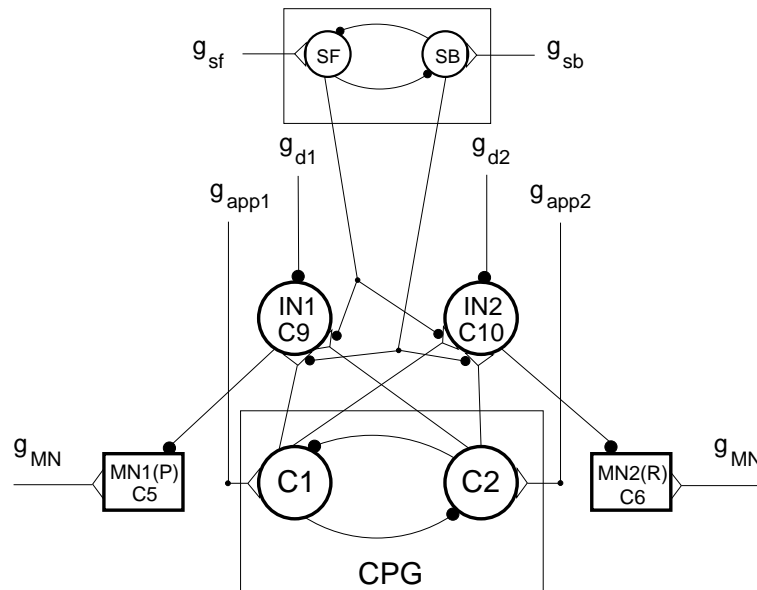 g_sf SF SB g_sb
g_d1 g_d2
g_app1 g_app2
IN1 IN2
C9 C10
g_MN MN1(P) C1 C2 MN2(R) g_MN
C5 C6
CPG